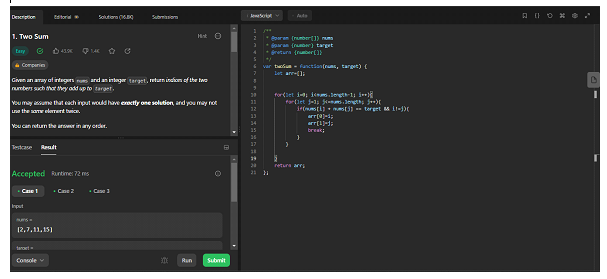 Description
Editorial
Solutions (16.8K)
Submissions
1. Two Sum
Hint
Easy
43.9K
1.4K
Companies
Given an array of integers nums and an integer target, return indices of the two
numbers such that they add up to target.
You may assume that each input would have exactly one solution, and you may not
use the same element twice.
You can return the answer in any order.
Testcase
Result
Accepted
Runtime: 72 ms
Case 1
Case 2
Case 3
Input
nums =
[2,7,11,15]
target =
Console
Run
Submit
JavaScript
Auto
1 /**
2 * @param {number[]} nums
3 * @param {number} target
4 * @return {number[]}
5 */
6 var twoSum = function(nums, target) {
7 let arr=[];
8
9
10 for(let i=0; i<nums.length-1; i++){
11 for(let j=1; j<=nums.length; j++){
12 if(nums[i] + nums[j] == target && i!=j){
13 arr[0]=i;
14 arr[1]=j;
15 break;
16 }
17 }
18
19 }
20 return arr;
21 };